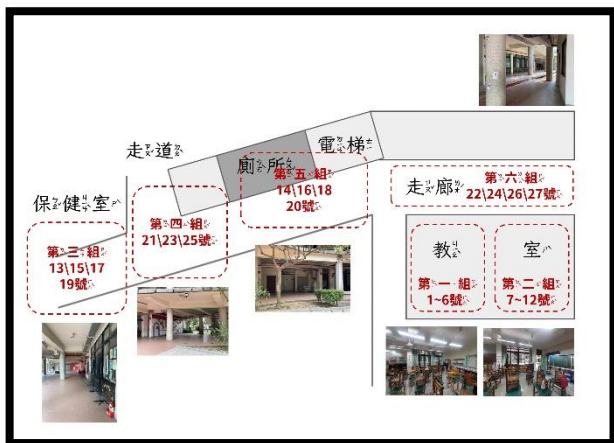 走道
廁所
電梯
保健室
走廊
教 室
第三組
13\15\17
19號
第四組
21\23\25號
第五組
14\16\18
20號
第六組
22\24\26\27號
第一組
1~6號
第二組
7~12號